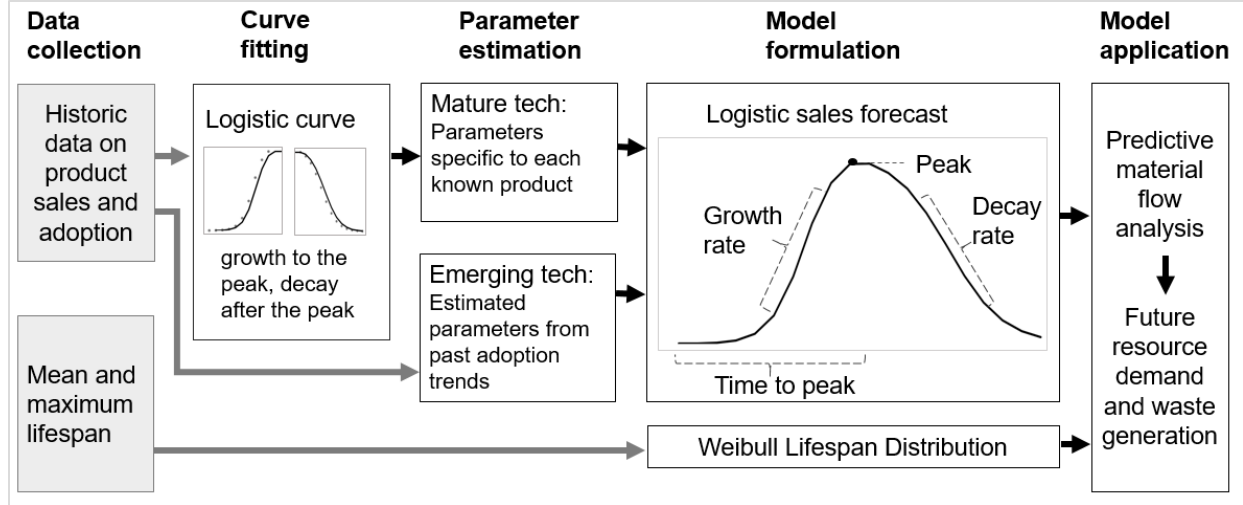 Data
collection
Curve
fitting
Parameter
estimation
Model
formulation
Model
application
Historic
data on
product
sales and
adoption
Mean and
maximum
lifespan
Logistic curve
growth to the
peak, decay
after the peak
Mature tech:
Parameters
specific to each
known product
Emerging tech:
Estimated
parameters from
past adoption
trends
Logistic sales forecast
Peak
Growth
rate
Decay
rate
Time to peak
Weibull Lifespan Distribution
Predictive
material
flow
analysis
Future
resource
demand
and waste
generation